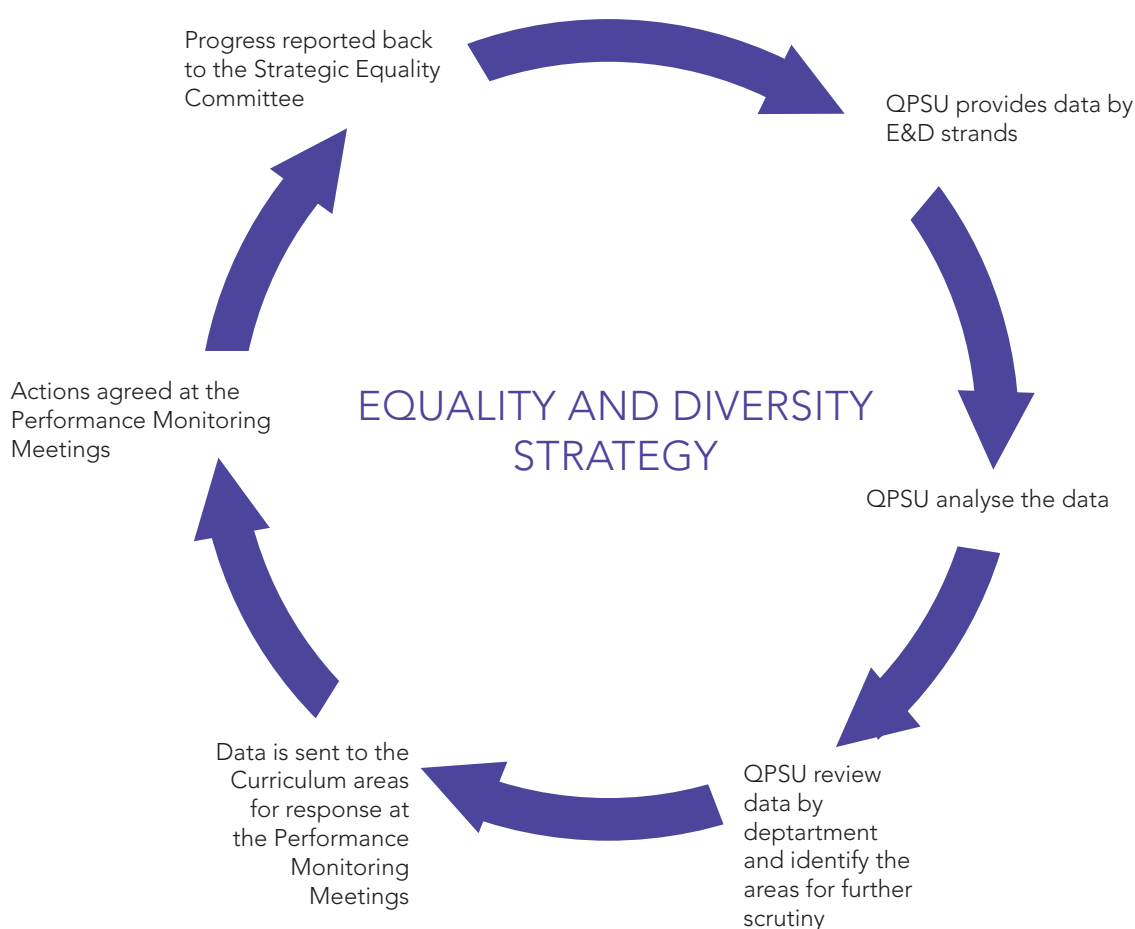 Progress reported back
to the Strategic Equality
Committee
QPSU provides data by
E&D strands
QPSU analyse the data
QPSU review
data by
deptartment
and identify the
areas for further
scrutiny
Data is sent to the
Curriculum areas
for response at
the Performance
Monitoring
Meetings
Actions agreed at the
Performance Monitoring
Meetings
EQUALITY AND DIVERSITY
STRATEGY